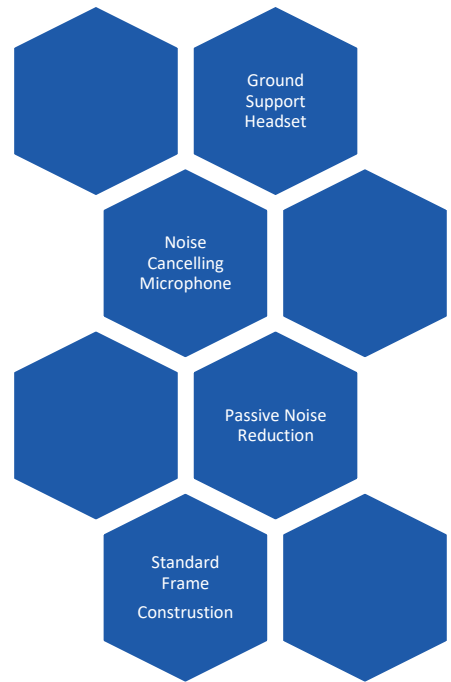 Ground
Support
Headset
Noise
Cancelling
Microphone
Passive Noise
Reduction
Standard
Frame
Construstion